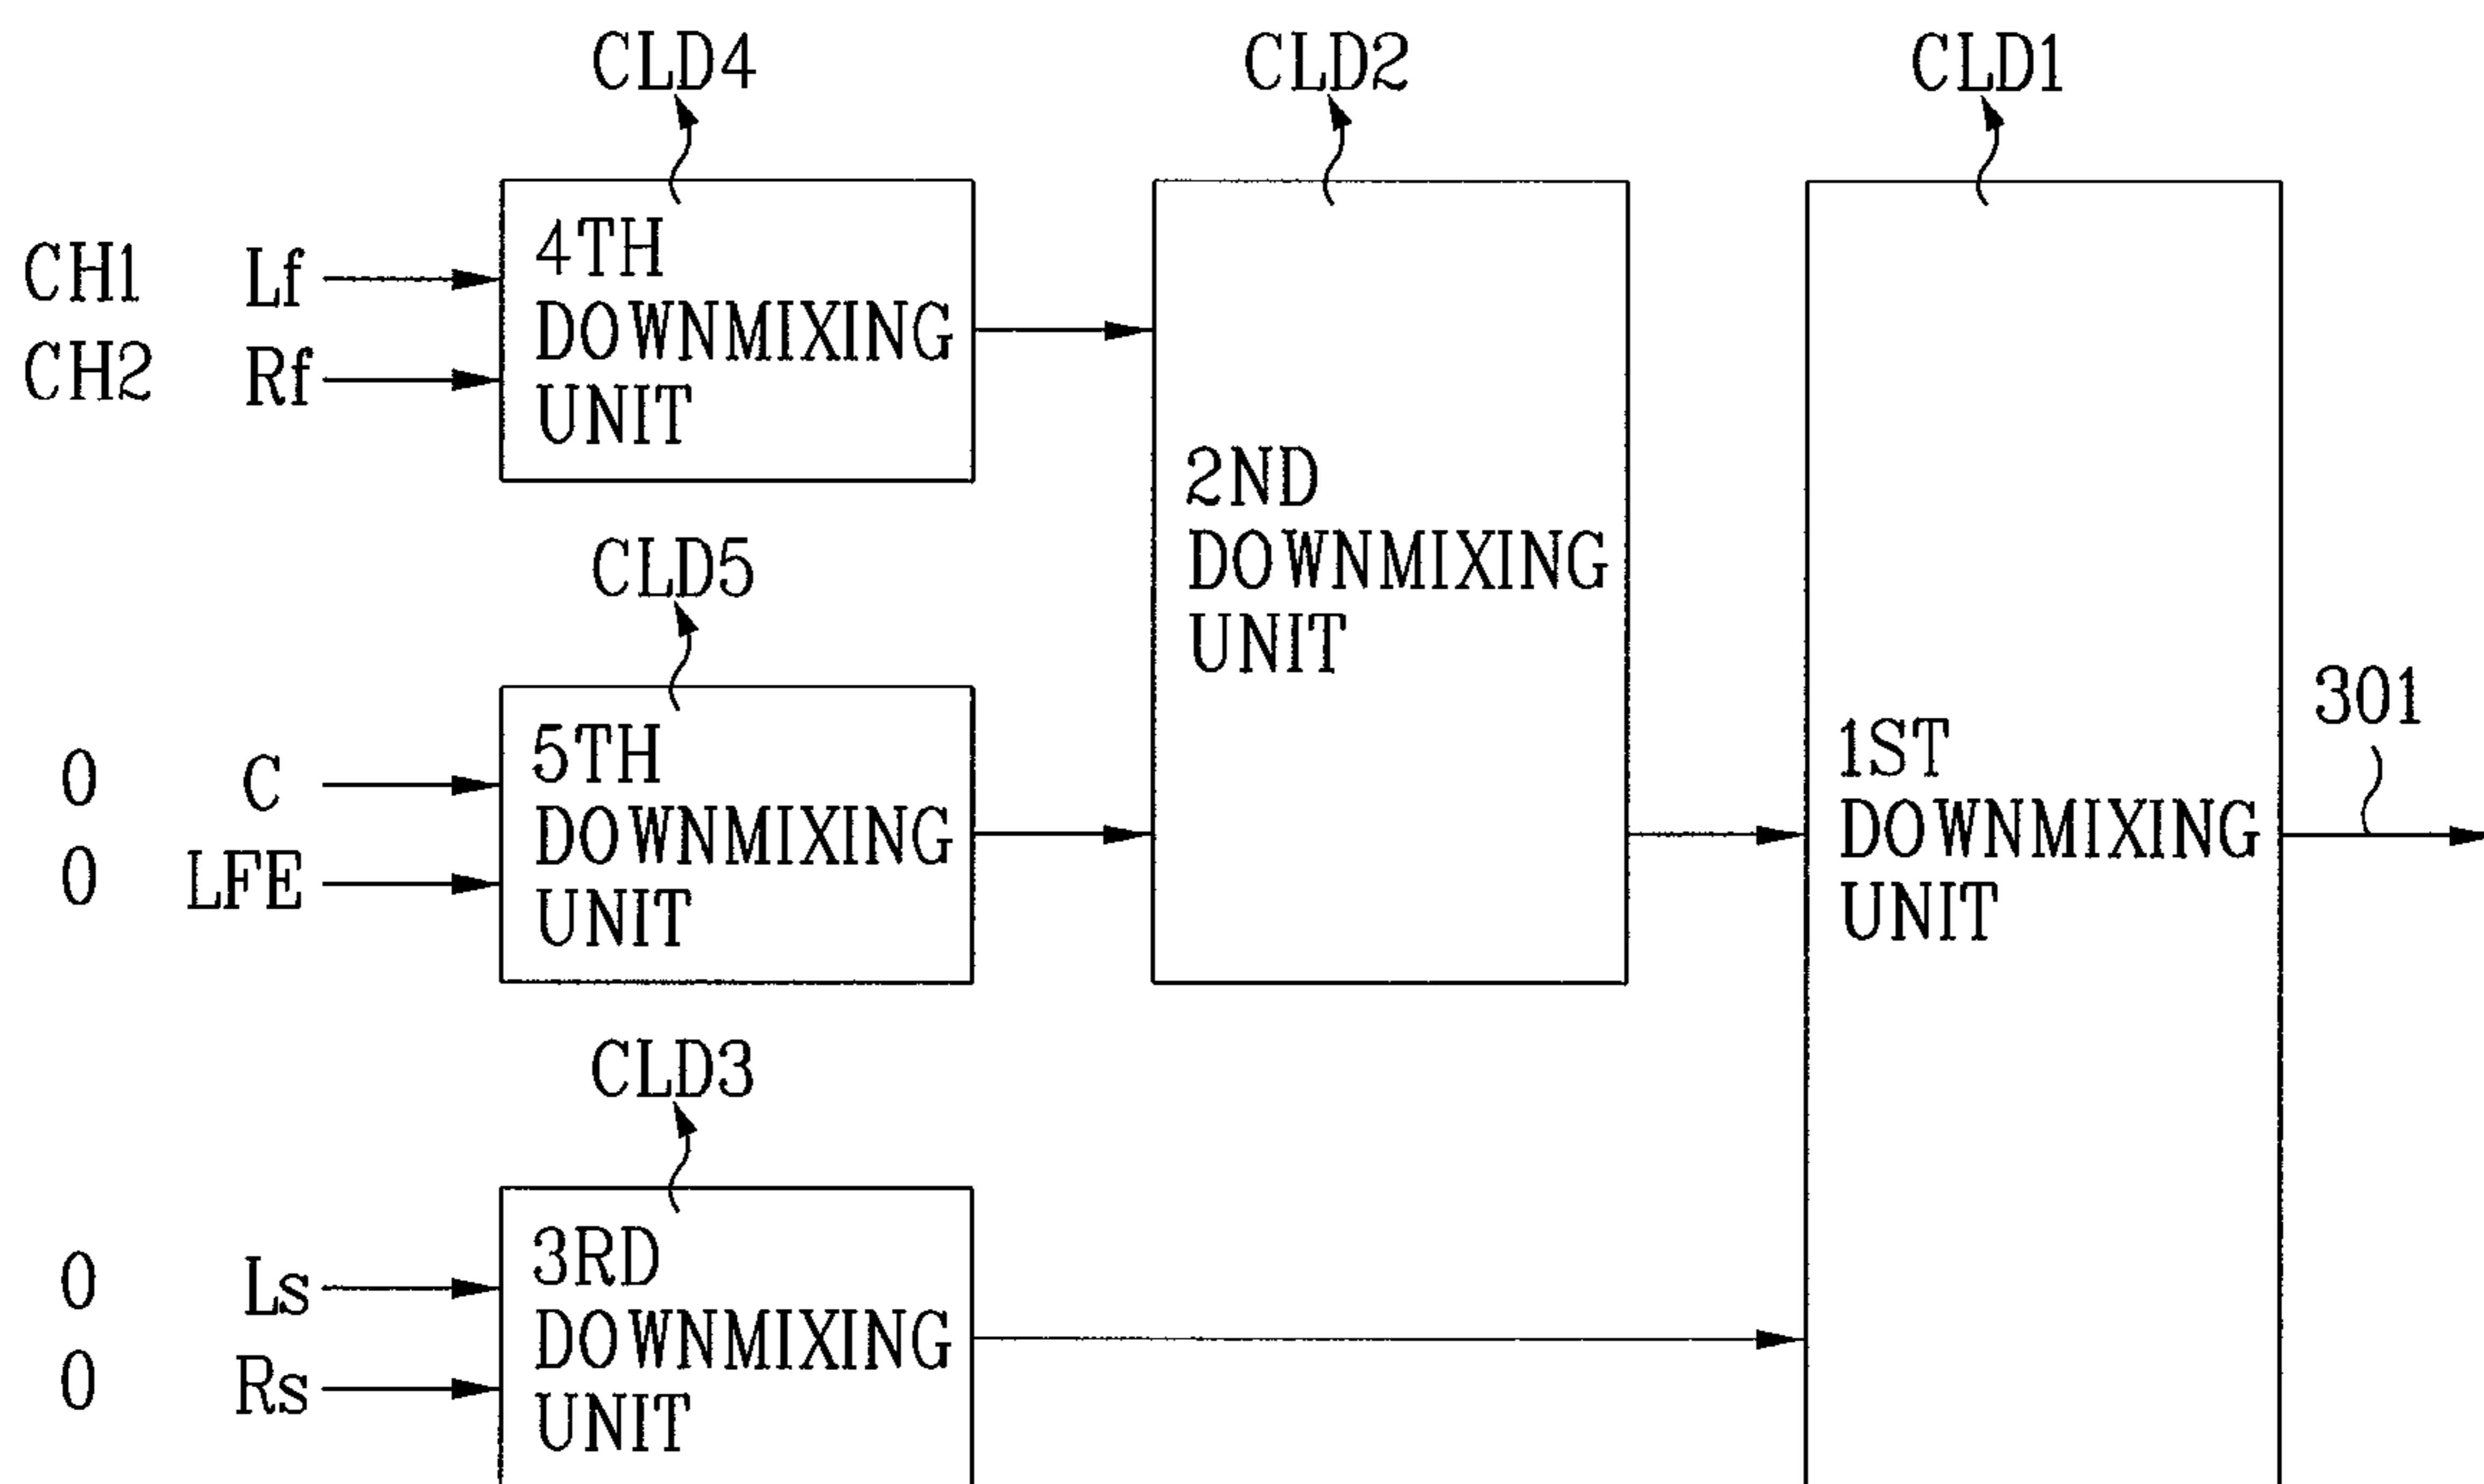 CLD4
CLD2
CLD1
CH1 Lf
CH2 Rf
4TH
DOWNMIXING
UNIT
2ND
DOWNMIXING
UNIT
CLD5
0 C
0 LFE
5TH
DOWNMIXING
UNIT
1ST
DOWNMIXING
UNIT
301
CLD3
0 Ls
0 Rs
3RD
DOWNMIXING
UNIT